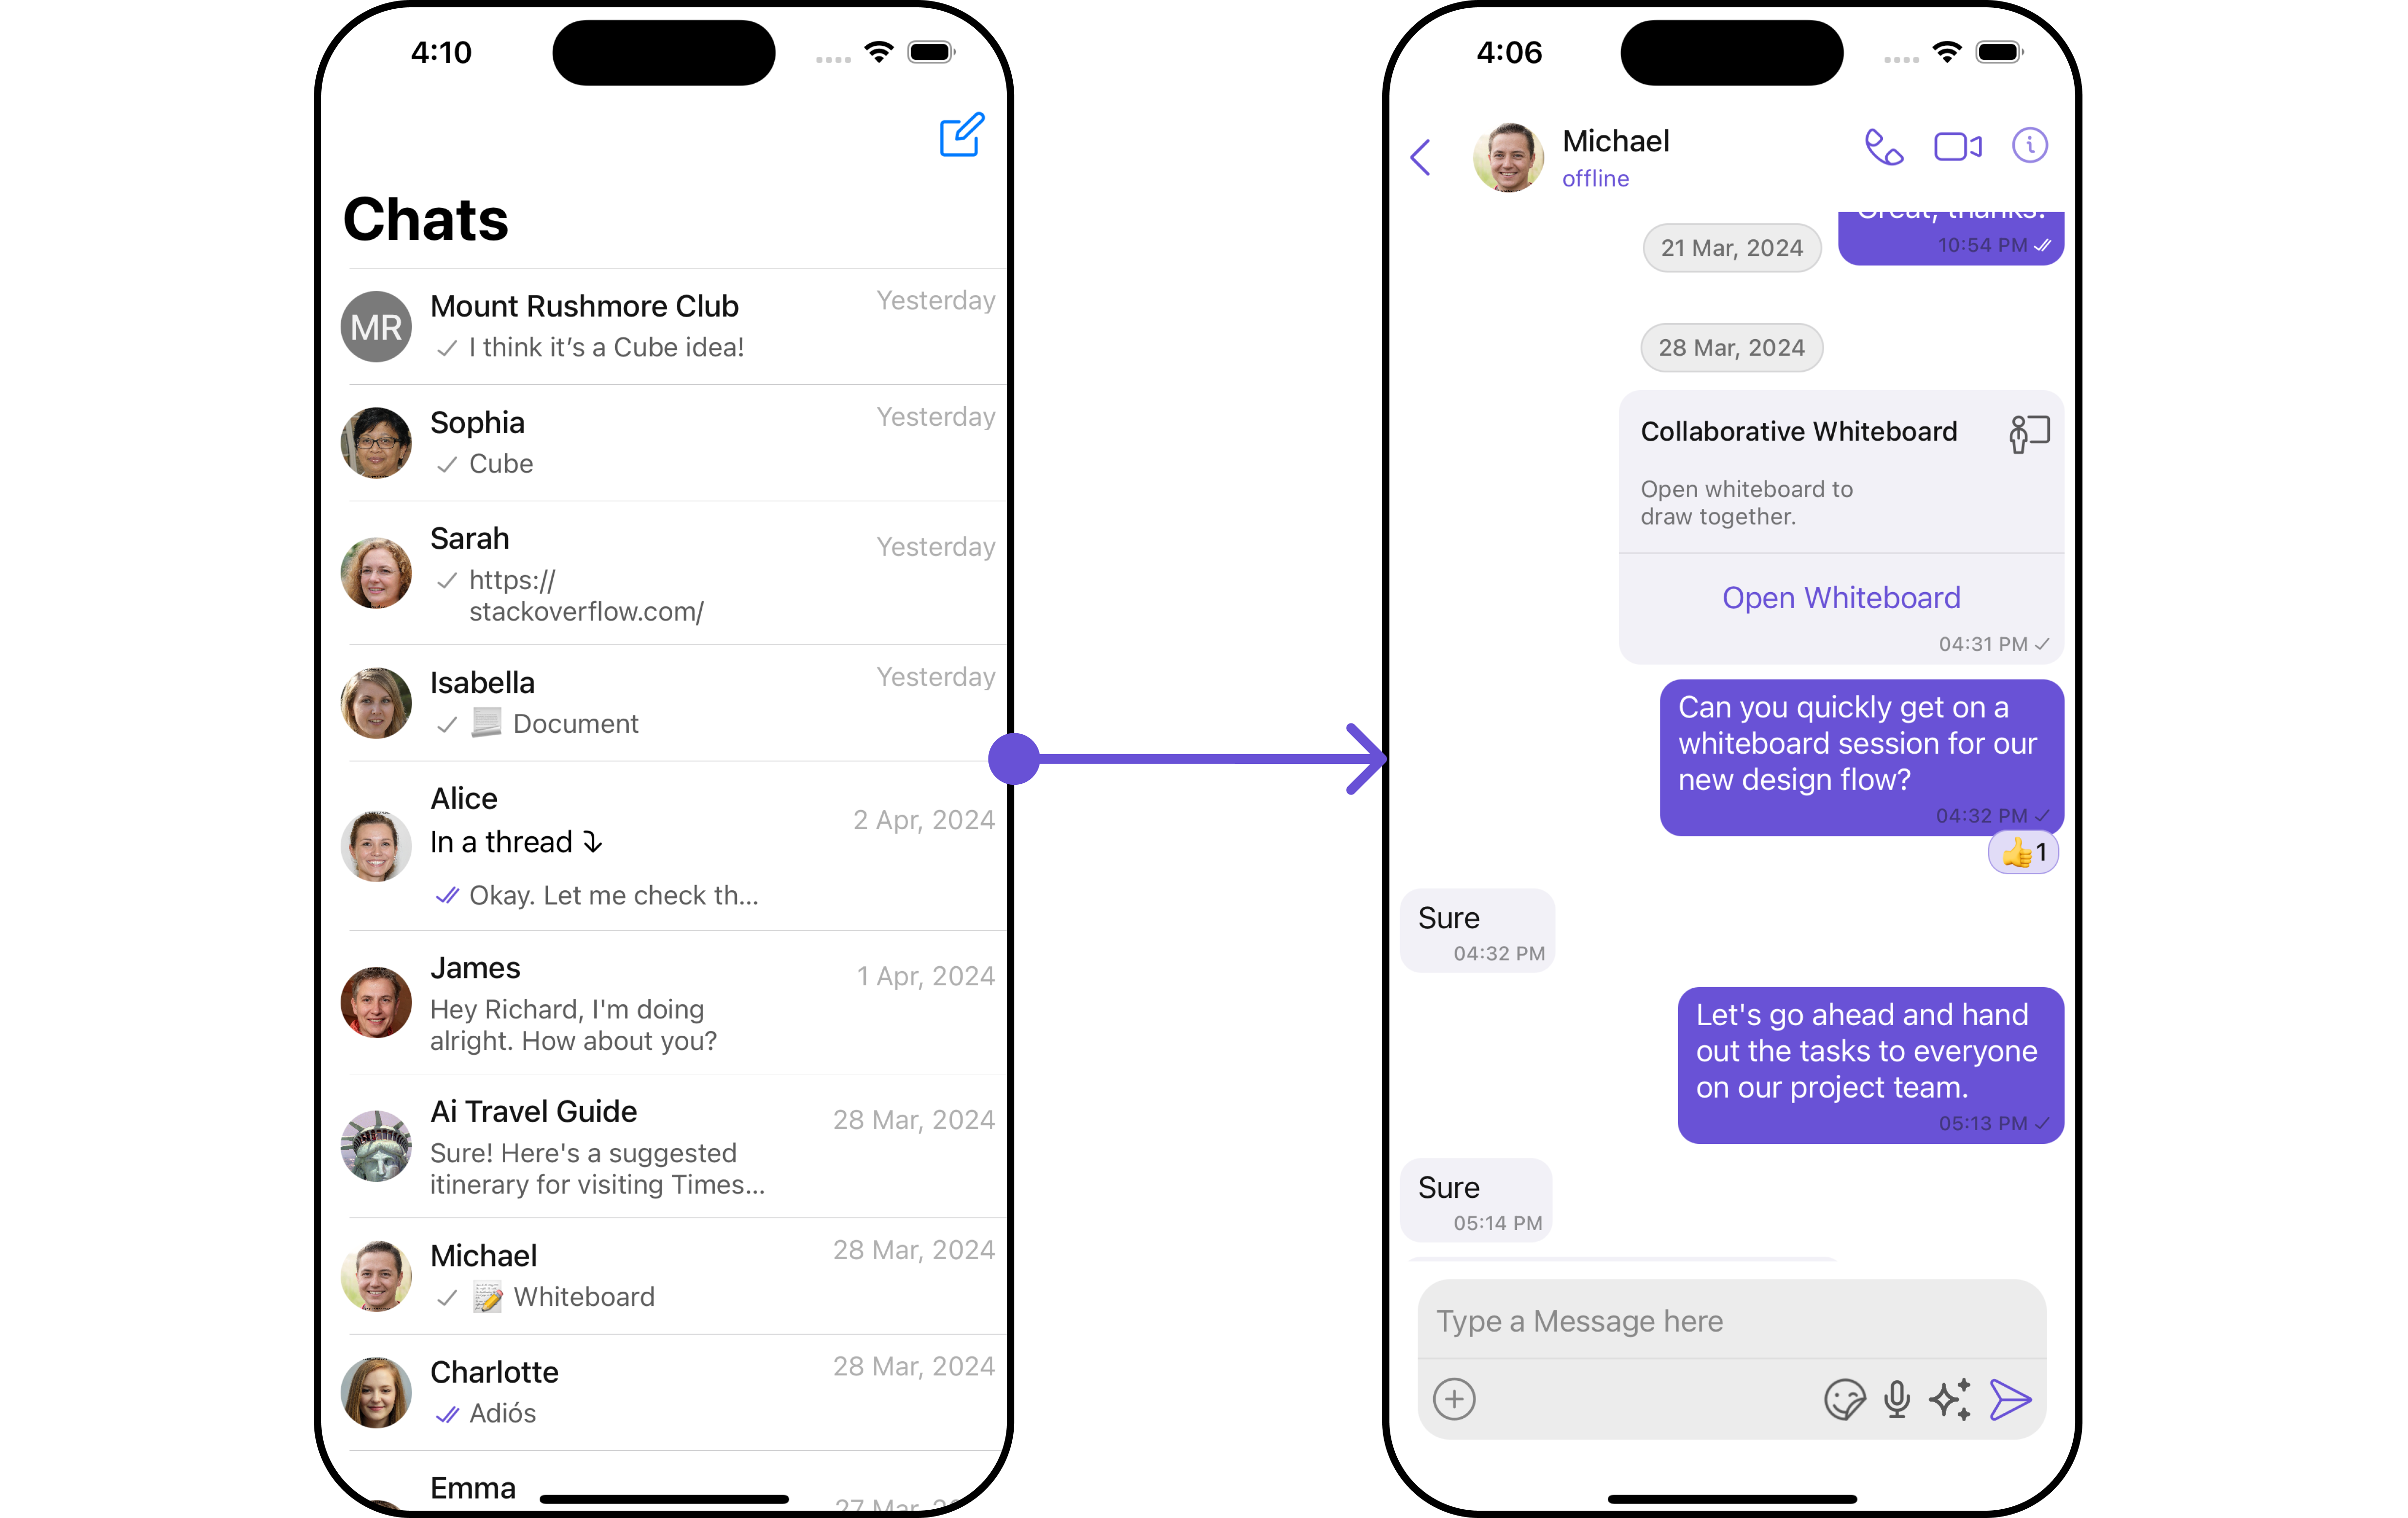 4:10
Chats
MR
Mount Rushmore Club
Yesterday
I think it’s a Cube idea!
Sophia
Yesterday
Cube
Sarah
Yesterday
https://
stackoverflow.com/
Isabella
Yesterday
Document
Alice
In a thread
2 Apr, 2024
Okay. Let me check th...
James
1 Apr, 2024
Hey Richard, I'm doing
alright. How about you?
Ai Travel Guide
28 Mar, 2024
Sure! Here's a suggested
itinerary for visiting Times...
Michael
28 Mar, 2024
Whiteboard
Charlotte
28 Mar, 2024
Adiós
Emma
27 Mar,
4:06
Michael
offline
Great, thanks!
10:54 PM
21 Mar, 2024
28 Mar, 2024
Collaborative Whiteboard
Open whiteboard to
draw together.
Open Whiteboard
04:31 PM
Can you quickly get on a
whiteboard session for our
new design flow?
04:32 PM
👍1
Sure
04:32 PM
Let's go ahead and hand
out the tasks to everyone
on our project team.
05:13 PM
Sure
05:14 PM
Type a Message here